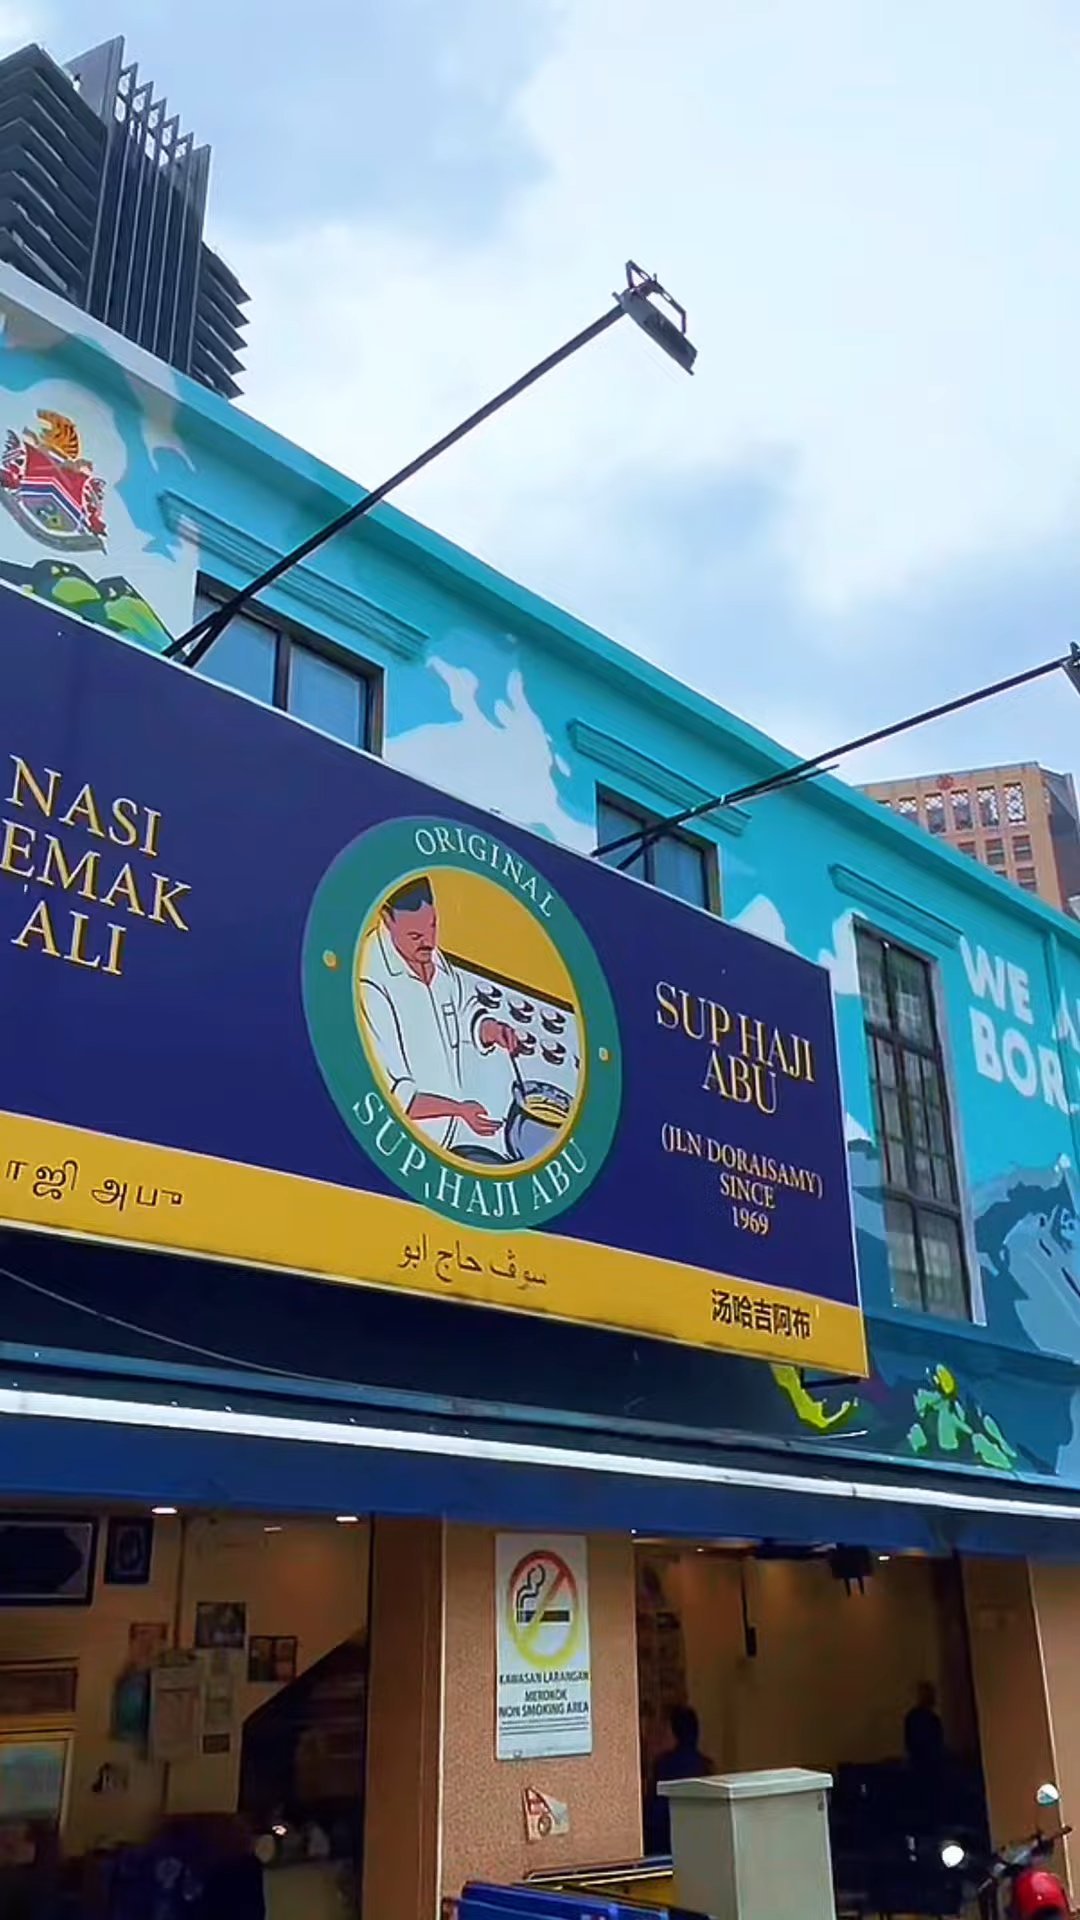 NASI
EMAK
ALI
ORIGINAL
SUP HAJI ABU
SUP HAJI
ABU
(JLN DORAISAMY)
SINCE
1969
ாஜி அபு
سوڤ حاج ابو
汤哈吉阿布
WE
BOR
KAWASAN LARANGAN
MEROKOK
NON SMOKING AREA